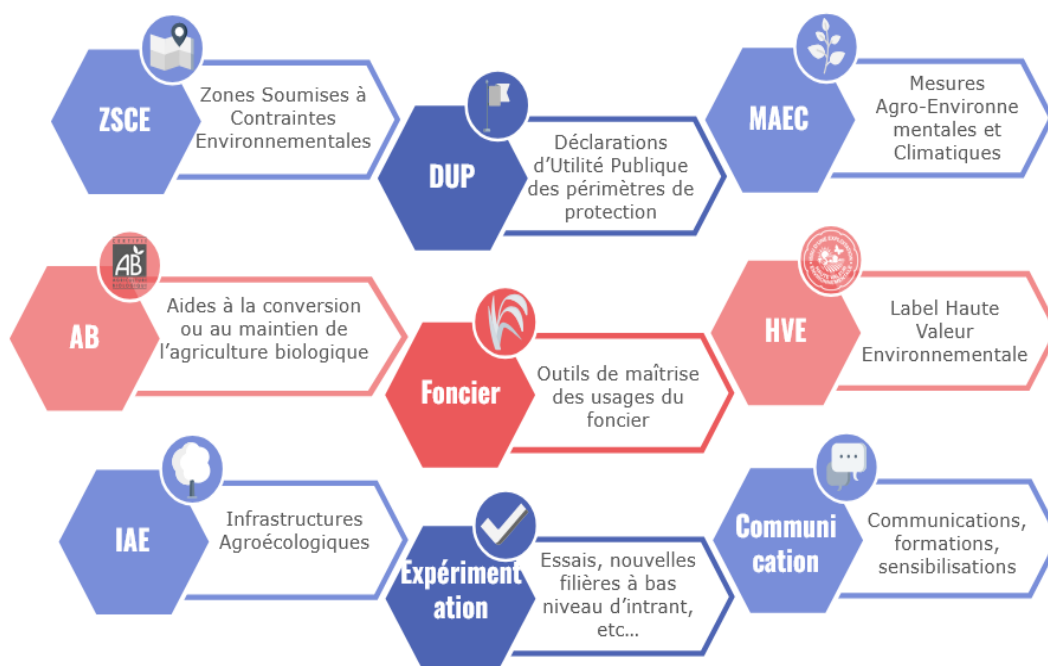 ZSCE
Zones Soumises à
Contraintes
Environnementales
DUP
Déclarations
d’Utilité Publique
des périmètres de
protection
MAEC
Mesures
Agro-Environne
mentales et
Climatiques
AB
AB
Aides à la conversion
ou au maintien de
l’agriculture biologique
Foncier
Outils de maîtrise
des usages du
foncier
HVE
Label Haute
Valeur
Environnementale
IAE
Infrastructures
Agroécologiques
Expériment
ation
Essais, nouvelles
filières à bas
niveau d’intrant,
etc...
Communi
cation
Communications,
formations,
sensibilisations